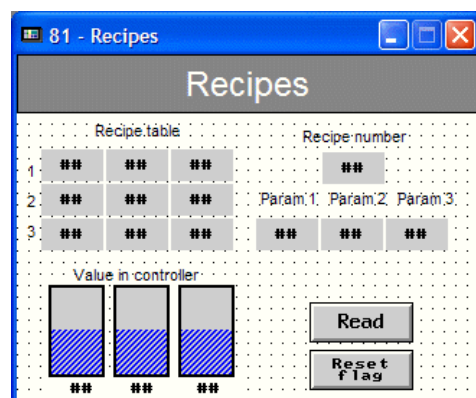 81 - Recipes
Recipes
Recipe table
Recipe number
##
1 ## ## ##
2 ## ## ##
3 ## ## ##
Param 1 Param 2 Param 3
## ## ##
Value in controller
## ## ##
Read
Reset
flag